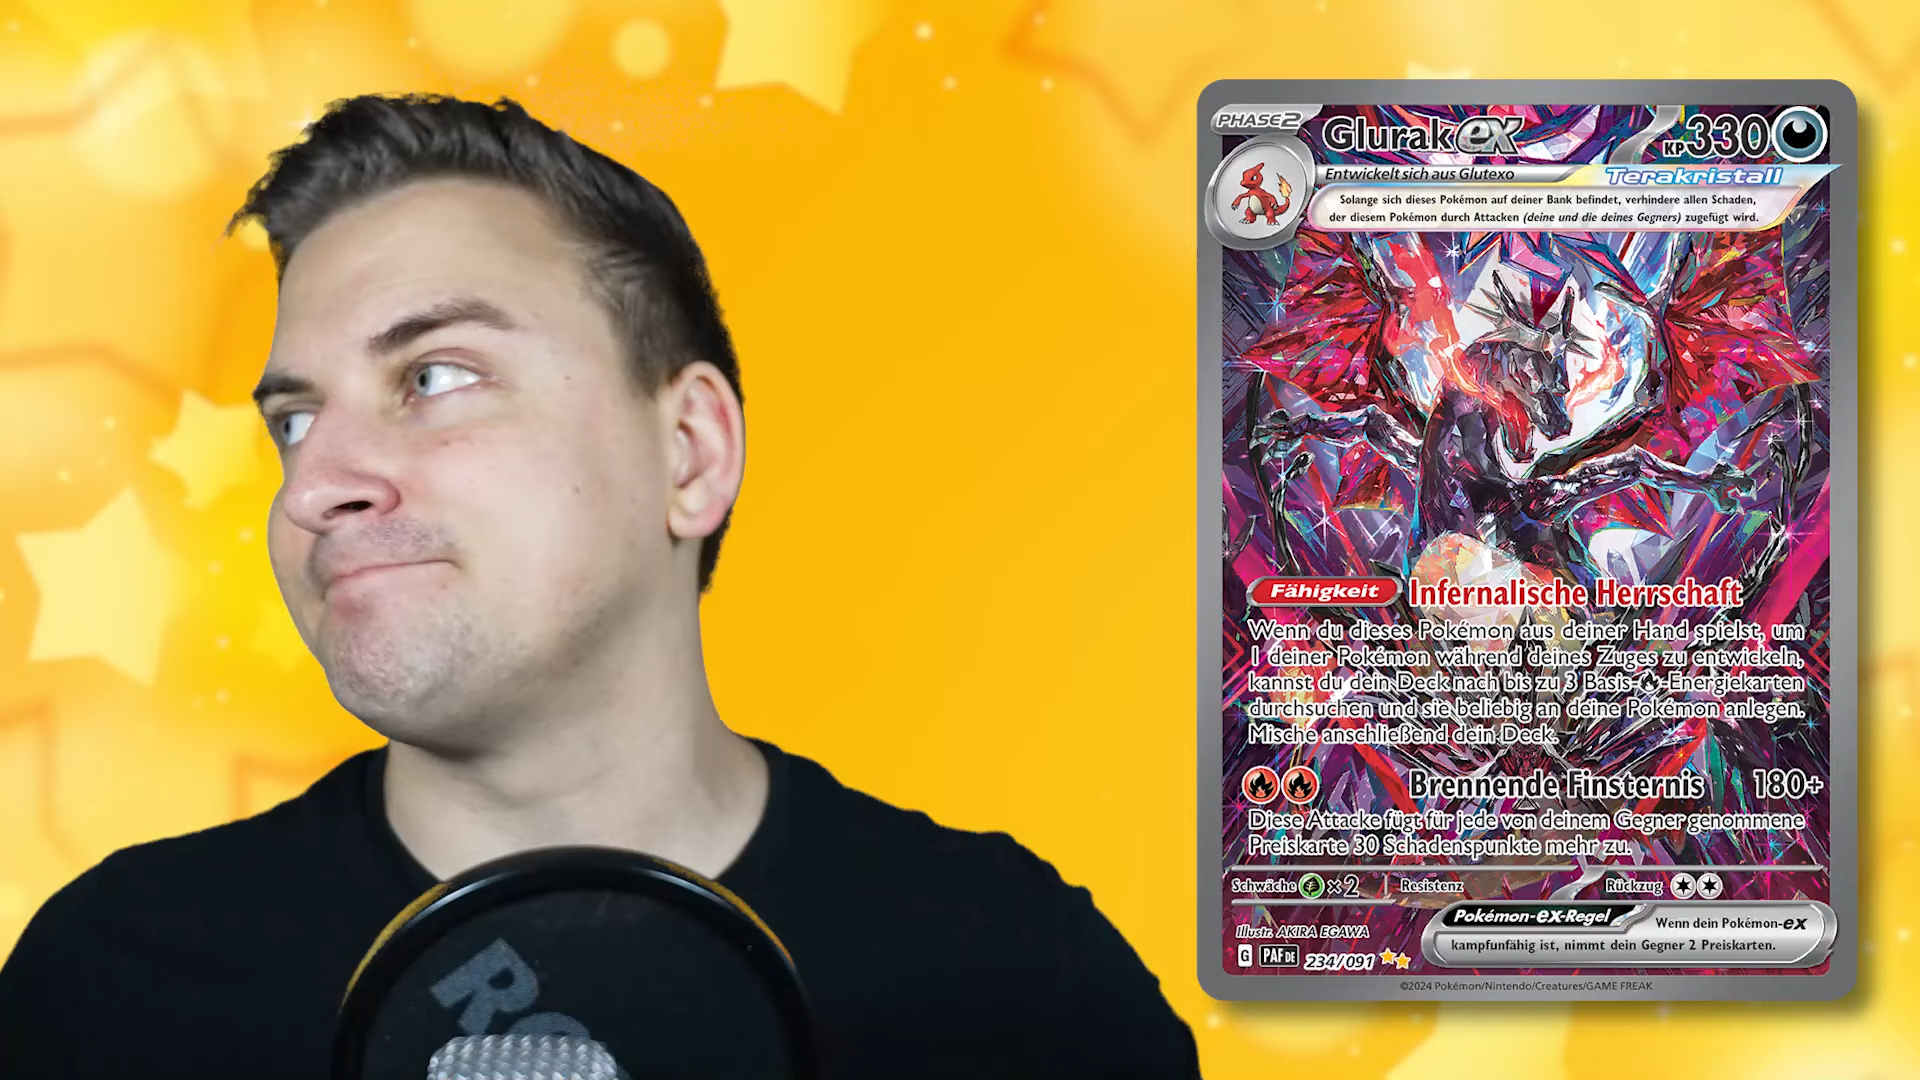 PHASE2 Glurak ex KP 330
Entwickelt sich aus Glutexo Terakristall
Solange sich dieses Pokémon auf deiner Bank befindet, verhindere allen Schaden,
der diesem Pokémon durch Attacken (deine und die deines Gegners) zugefügt wird.
Fähigkeit Infernalische Herrschaft
Wenn du dieses Pokémon aus deiner Hand spielst, um
1 deiner Pokémon während deines Zuges zu entwickeln,
kannst du dein Deck nach bis zu 3 Basis- -Energiekarten
durchsuchen und sie beliebig an deine Pokémon anlegen.
Mische anschließend dein Deck.
Brennende Finsternis 180+
Diese Attacke fügt für jede von deinem Gegner genommene
Preiskarte 30 Schadenspunkte mehr zu.
Schwäche ×2 Resistenz Rückzug
Pokémon-ex-Regel Wenn dein Pokémon-ex
kampfunfähig ist, nimmt dein Gegner 2 Preiskarten.
Illustr. AKIRA EGAWA
G PAF DE 234/091
©2024 Pokémon/Nintendo/Creatures/GAME FREAK